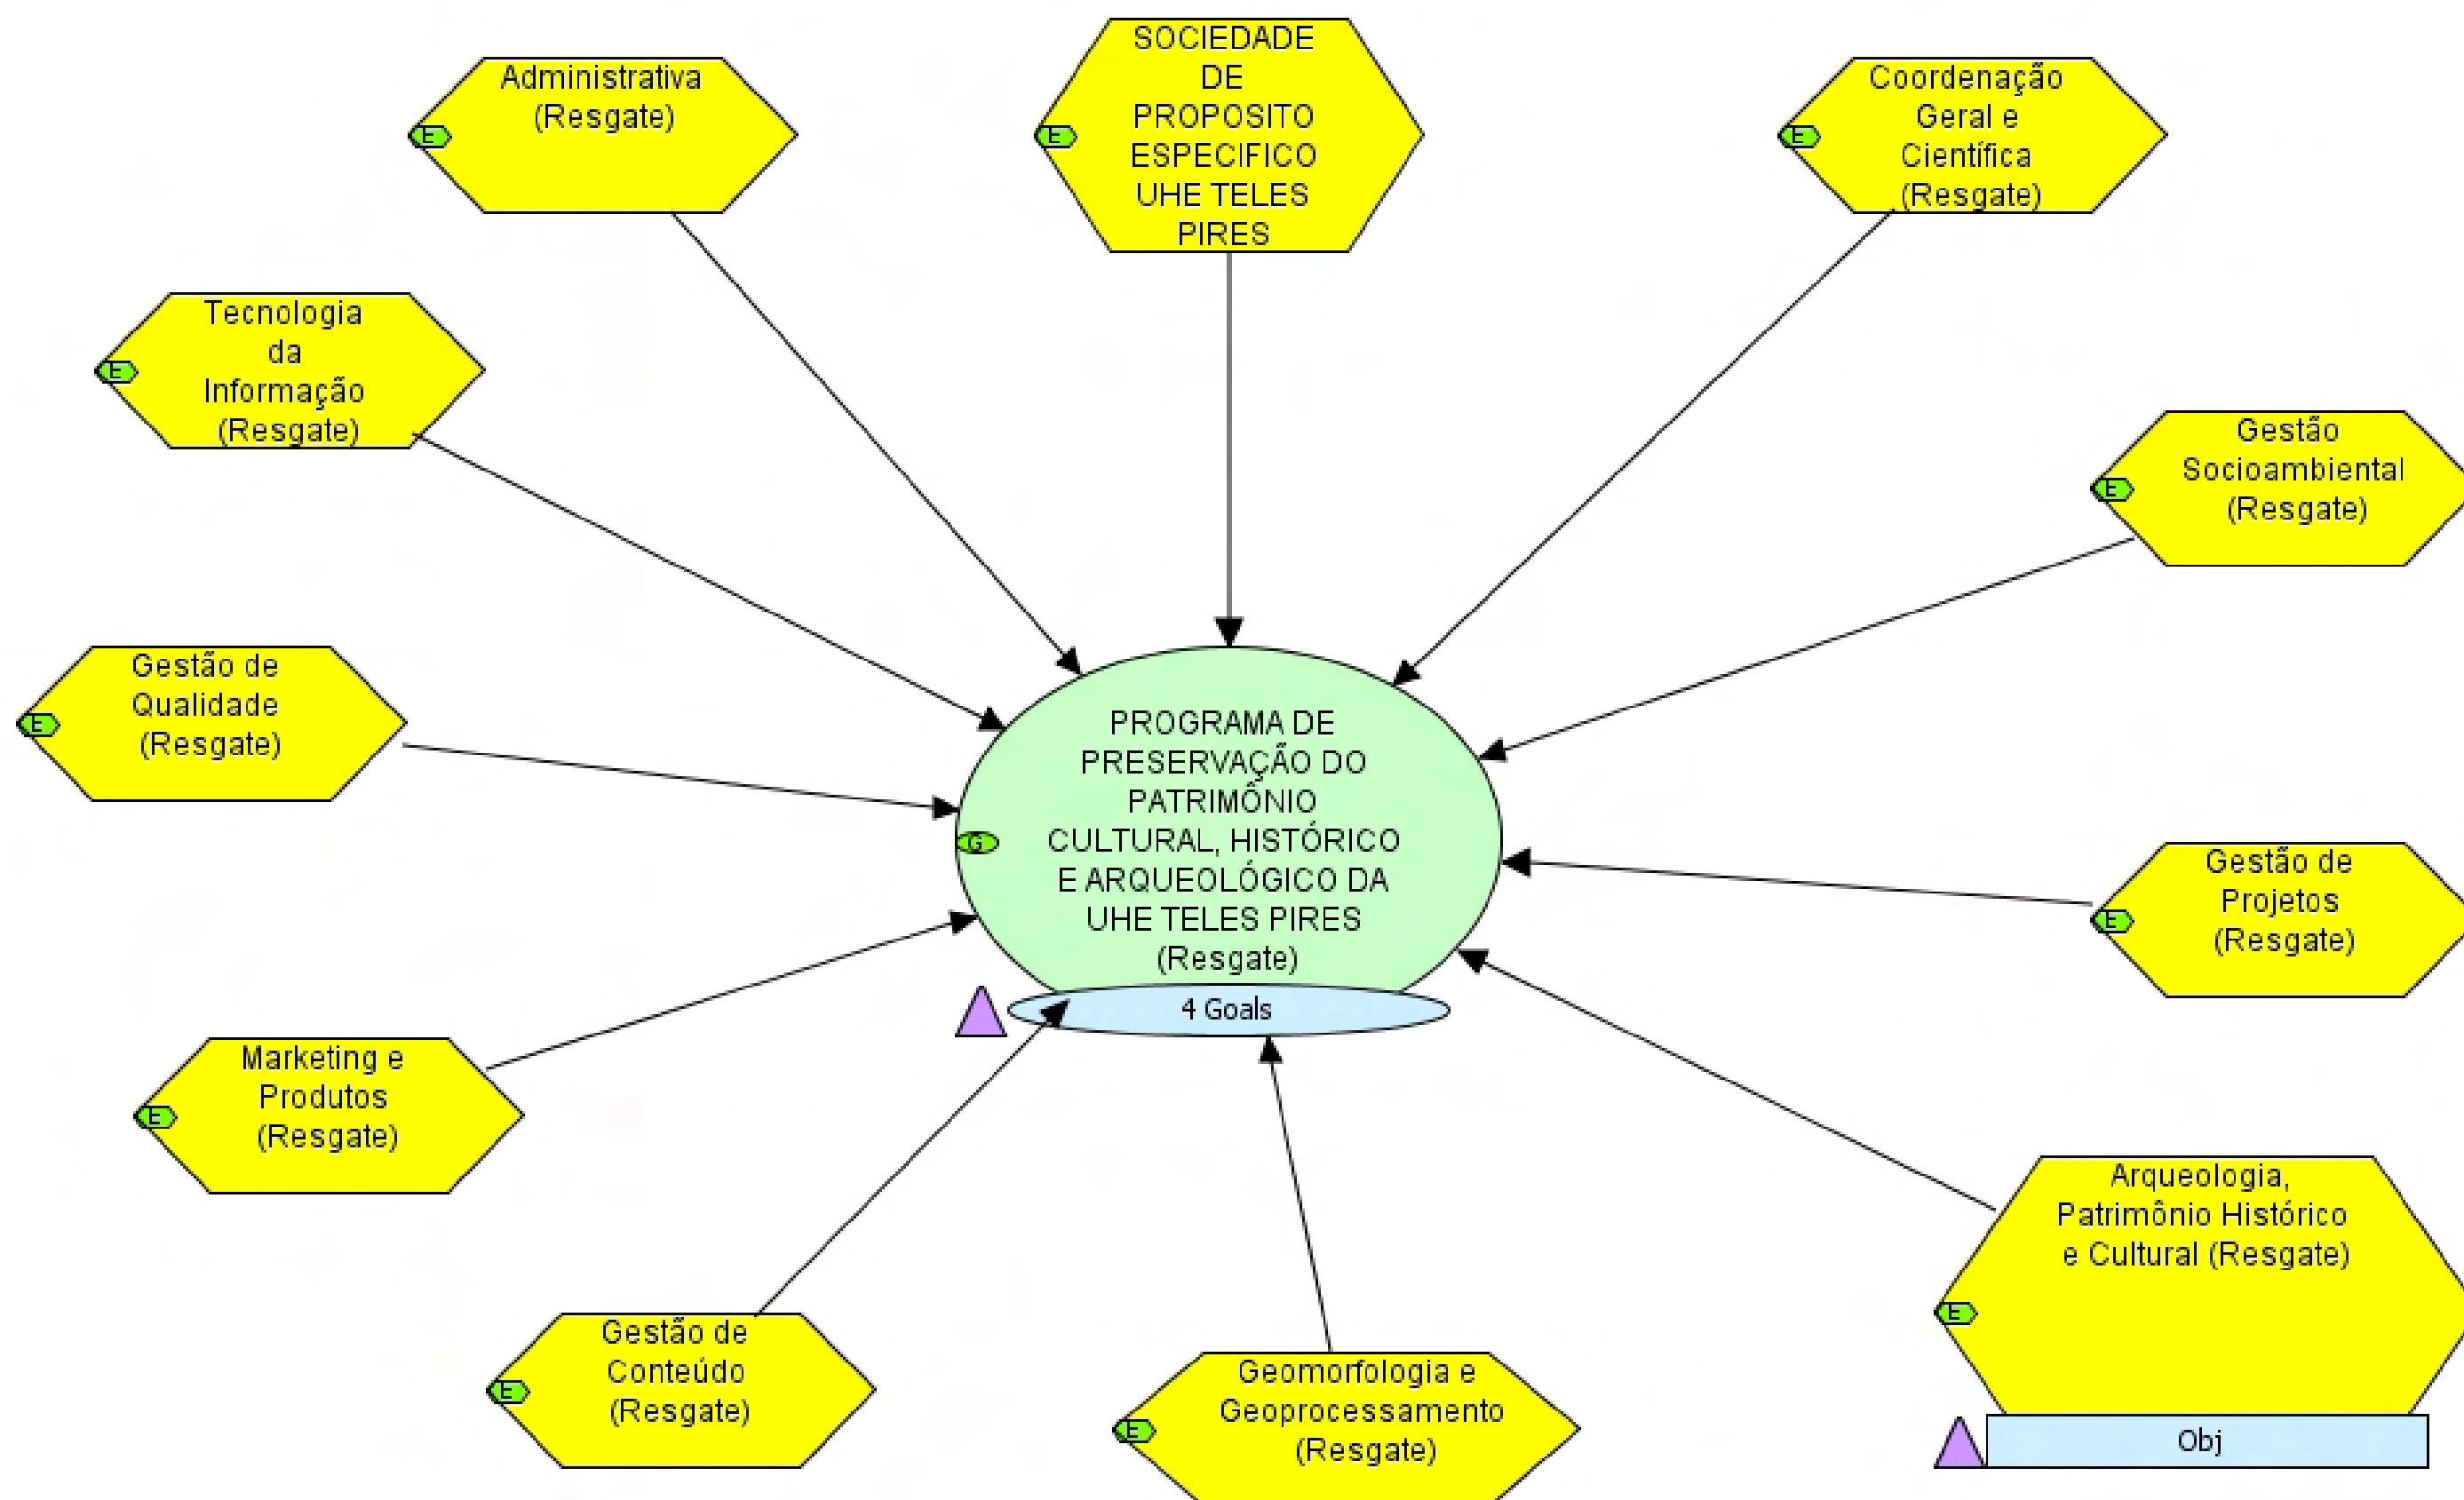 Administrativa
(Resgate)
E
SOCIEDADE
DE
PROPOSITO
ESPECIFICO
UHE TELES
PIRES
E
Coordenação
Geral e
Científica
(Resgate)
E
Tecnologia
da
Informação
(Resgate)
E
Gestão
Socioambiental
(Resgate)
E
Gestão de
Qualidade
(Resgate)
E
PROGRAMA DE
PRESERVAÇÃO DO
PATRIMÔNIO
CULTURAL, HISTÓRICO
E ARQUEOLÓGICO DA
UHE TELES PIRES
(Resgate)
G
4 Goals
Gestão de
Projetos
(Resgate)
E
Marketing e
Produtos
(Resgate)
E
Arqueologia,
Patrimônio Histórico
e Cultural (Resgate)
E
Obj
Gestão de
Conteúdo
(Resgate)
E
Geomorfologia e
Geoprocessamento
(Resgate)
E